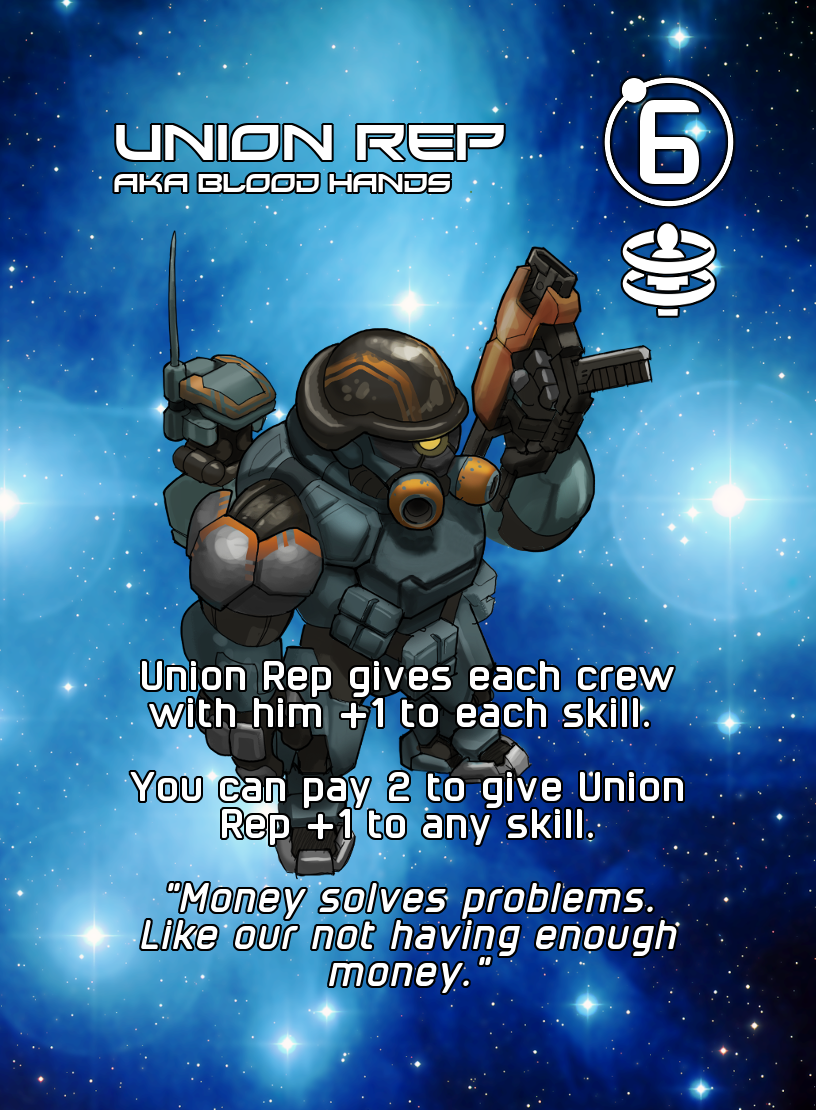 UNION REP
AKA BLOOD HANDS
6
Union Rep gives each crew
with him +1 to each skill.
You can pay 2 to give Union
Rep +1 to any skill.
"Money solves problems.
Like our not having enough
money."